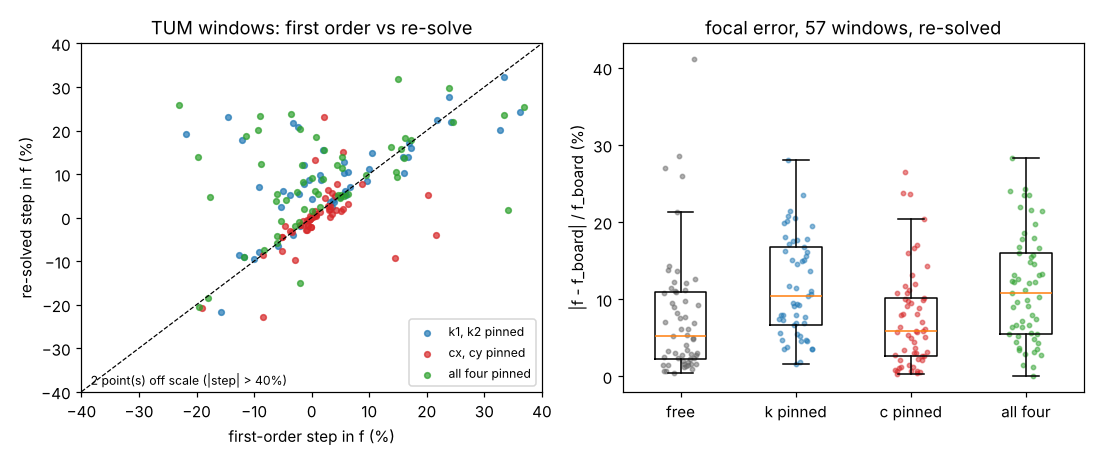 TUM windows: first order vs re-solve
re-solved step in f (%)
40
30
20
10
0
−10
−20
−30
−40
−40
−30
−20
−10
0
10
20
30
40
first-order step in f (%)
k1, k2 pinned
cx, cy pinned
all four pinned
2 point(s) off scale (|step| > 40%)
focal error, 57 windows, re-solved
|f - f_board| / f_board (%)
40
30
20
10
0
free
k pinned
c pinned
all four